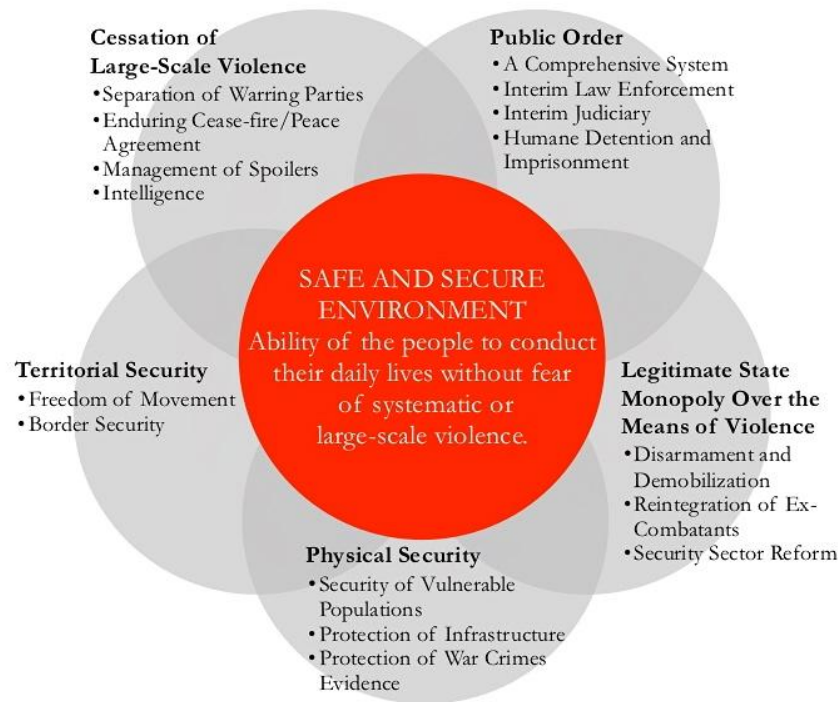 Cessation of
Large-Scale Violence
•Separation of Warring Parties
•Enduring Cease-fire/Peace
Agreement
•Management of Spoilers
•Intelligence
Public Order
•A Comprehensive System
•Interim Law Enforcement
•Interim Judiciary
•Humane Detention and
Imprisonment
SAFE AND SECURE
ENVIRONMENT
Ability of the people to conduct
their daily lives without fear
of systematic or
large-scale violence.
Territorial Security
•Freedom of Movement
•Border Security
Legitimate State
Monopoly Over the
Means of Violence
•Disarmament and
Demobilization
•Reintegration of Ex-
Combatants
•Security Sector Reform
Physical Security
•Security of Vulnerable
Populations
•Protection of Infrastructure
•Protection of War Crimes
Evidence